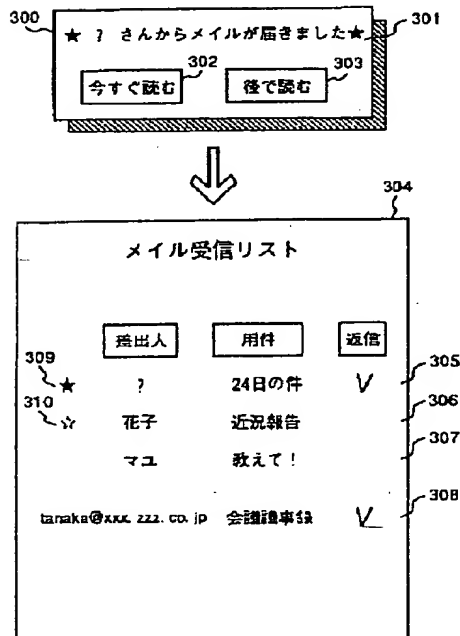 300
★ ? さんからメイルが届きました★
301
302
303
今すぐ読む 後で読む
304
メイル受信リスト
差出人 用件 返信
309
★ ? 24日の件 V 305
310
☆ 花子 近況報告 306
マユ 教えて! 307
tanaka@xxx.zzz.co.jp 会議議事録 V 308